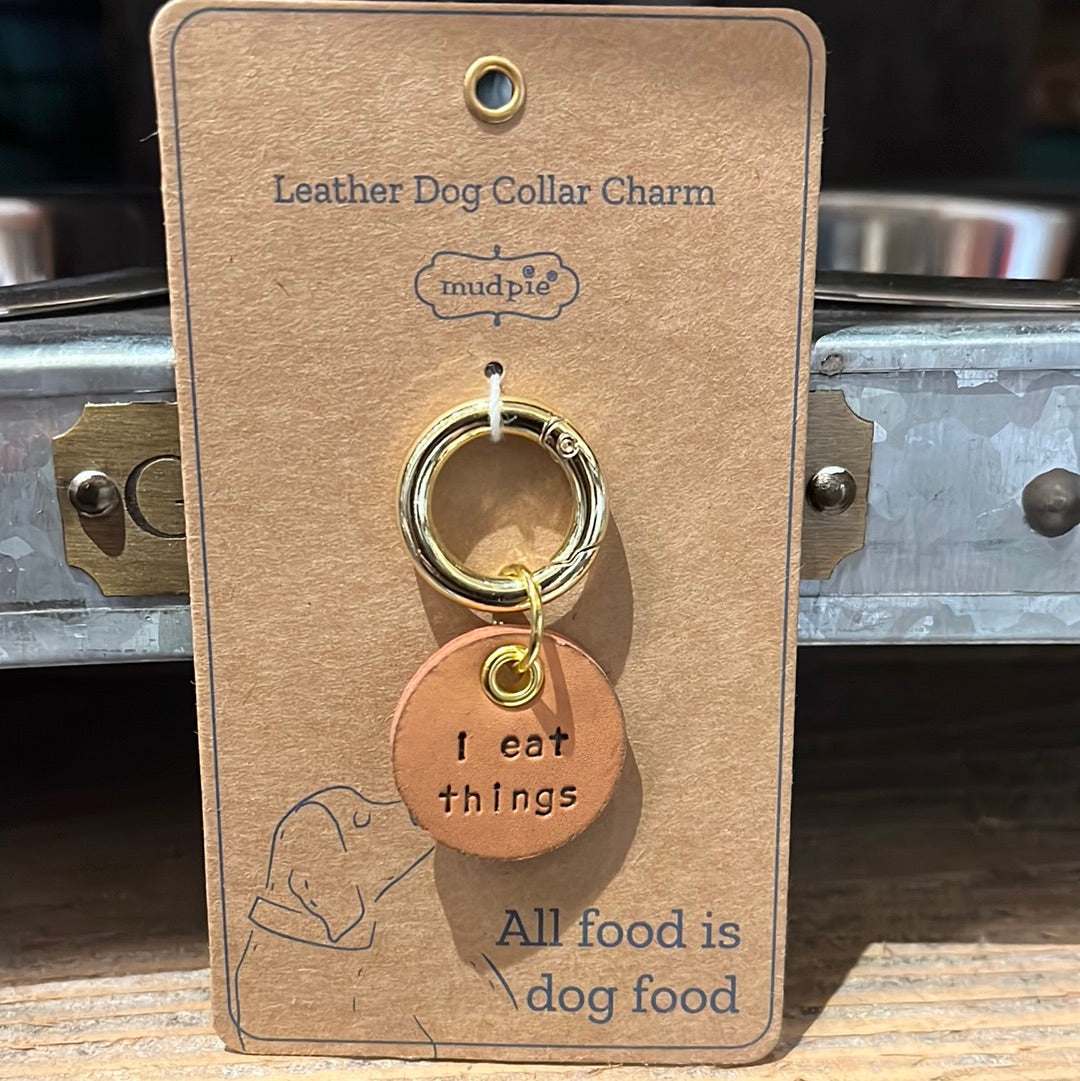 Leather Dog Collar Charm
mudpie
I eat
things
All food is
dog food